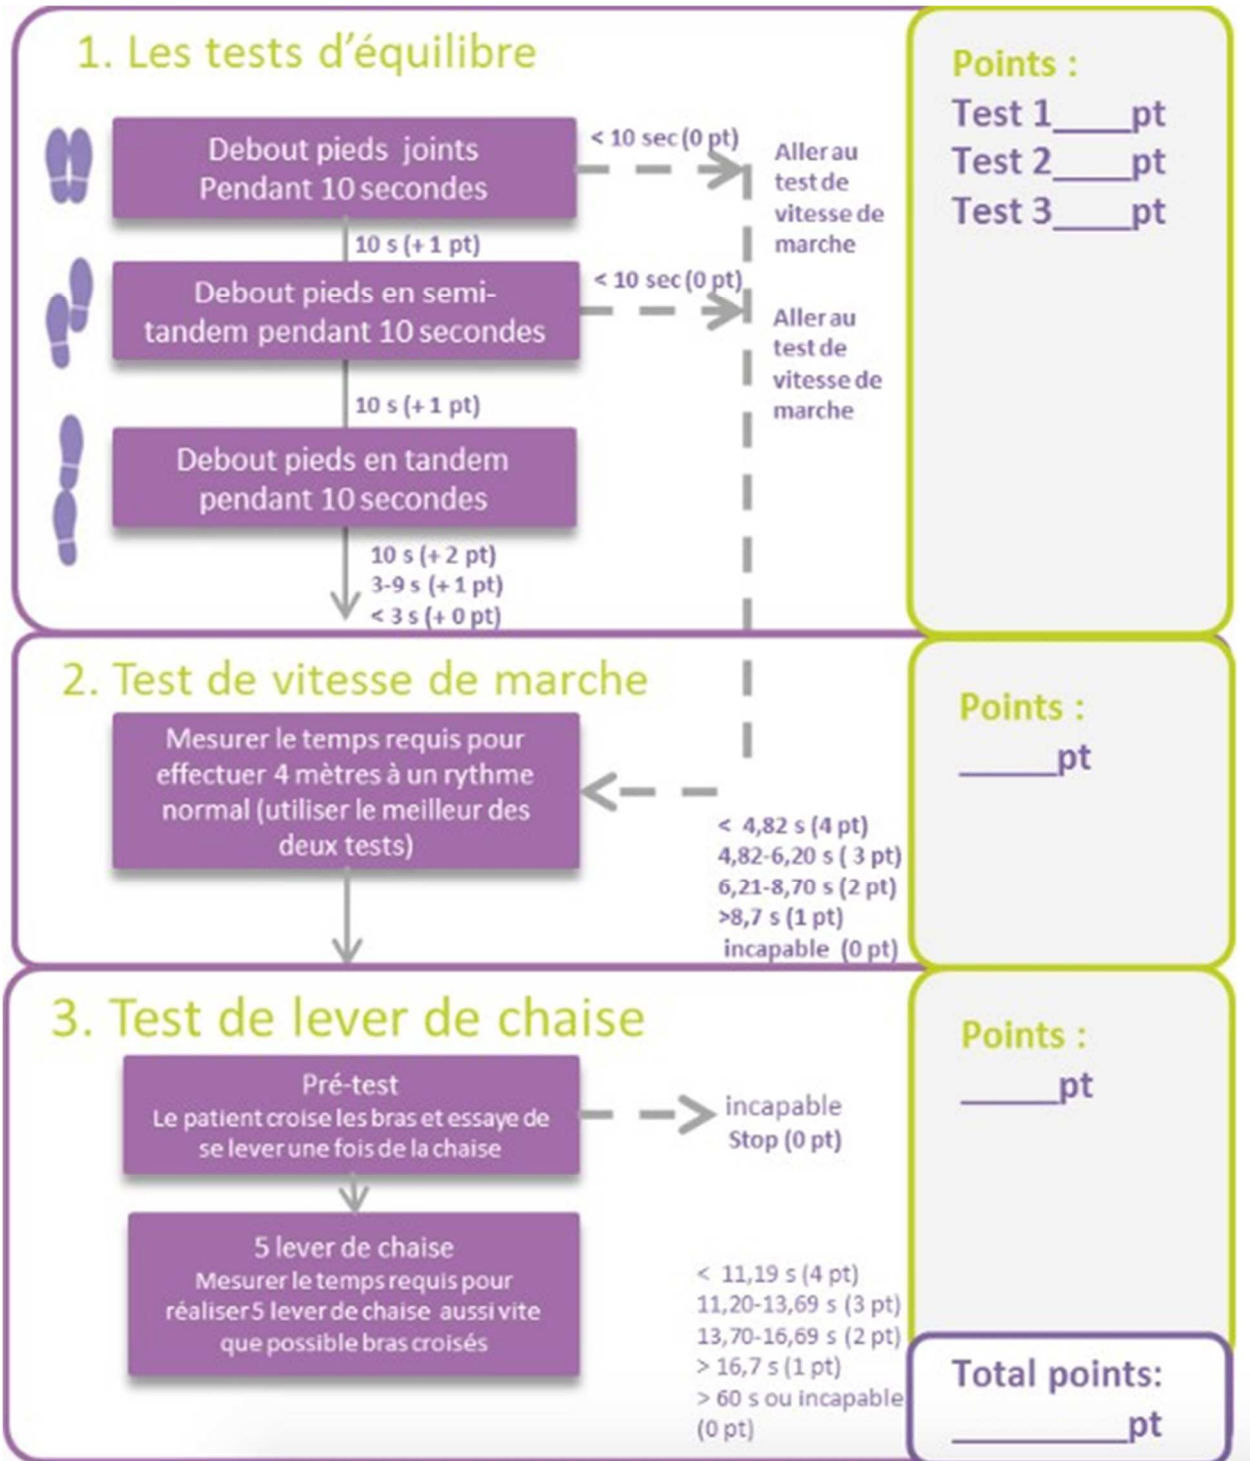 1. Les tests d'équilibre
Debout pieds joints
Pendant 10 secondes
< 10 sec (0 pt)
Aller au
test de
vitesse de
marche
10 s (+ 1 pt)
Debout pieds en semi-
tandem pendant 10 secondes
< 10 sec (0 pt)
Aller au
test de
vitesse de
marche
10 s (+ 1 pt)
Debout pieds en tandem
pendant 10 secondes
10 s (+ 2 pt)
3-9 s (+ 1 pt)
< 3 s (+ 0 pt)
Points :
Test 1____pt
Test 2____pt
Test 3____pt
2. Test de vitesse de marche
Mesurer le temps requis pour
effectuer 4 mètres à un rythme
normal (utiliser le meilleur des
deux tests)
< 4,82 s (4 pt)
4,82-6,20 s ( 3 pt)
6,21-8,70 s (2 pt)
>8,7 s (1 pt)
incapable (0 pt)
Points :
_____pt
3. Test de lever de chaise
Pré-test
Le patient croise les bras et essaye de
se lever une fois de la chaise
incapable
Stop (0 pt)
5 lever de chaise
Mesurer le temps requis pour
réaliser 5 lever de chaise aussi vite
que possible bras croisés
< 11,19 s (4 pt)
11,20-13,69 s (3 pt)
13,70-16,69 s (2 pt)
> 16,7 s (1 pt)
> 60 s ou incapable
(0 pt)
Points :
_____pt
Total points:
_________pt